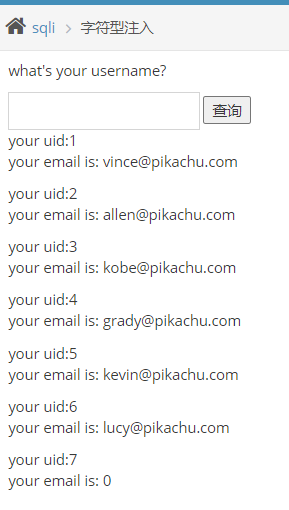 sqli > 字符型注入
what's your username?
查询
your uid:1
your email is: vince@pikachu.com
your uid:2
your email is: allen@pikachu.com
your uid:3
your email is: kobe@pikachu.com
your uid:4
your email is: grady@pikachu.com
your uid:5
your email is: kevin@pikachu.com
your uid:6
your email is: lucy@pikachu.com
your uid:7
your email is: 0